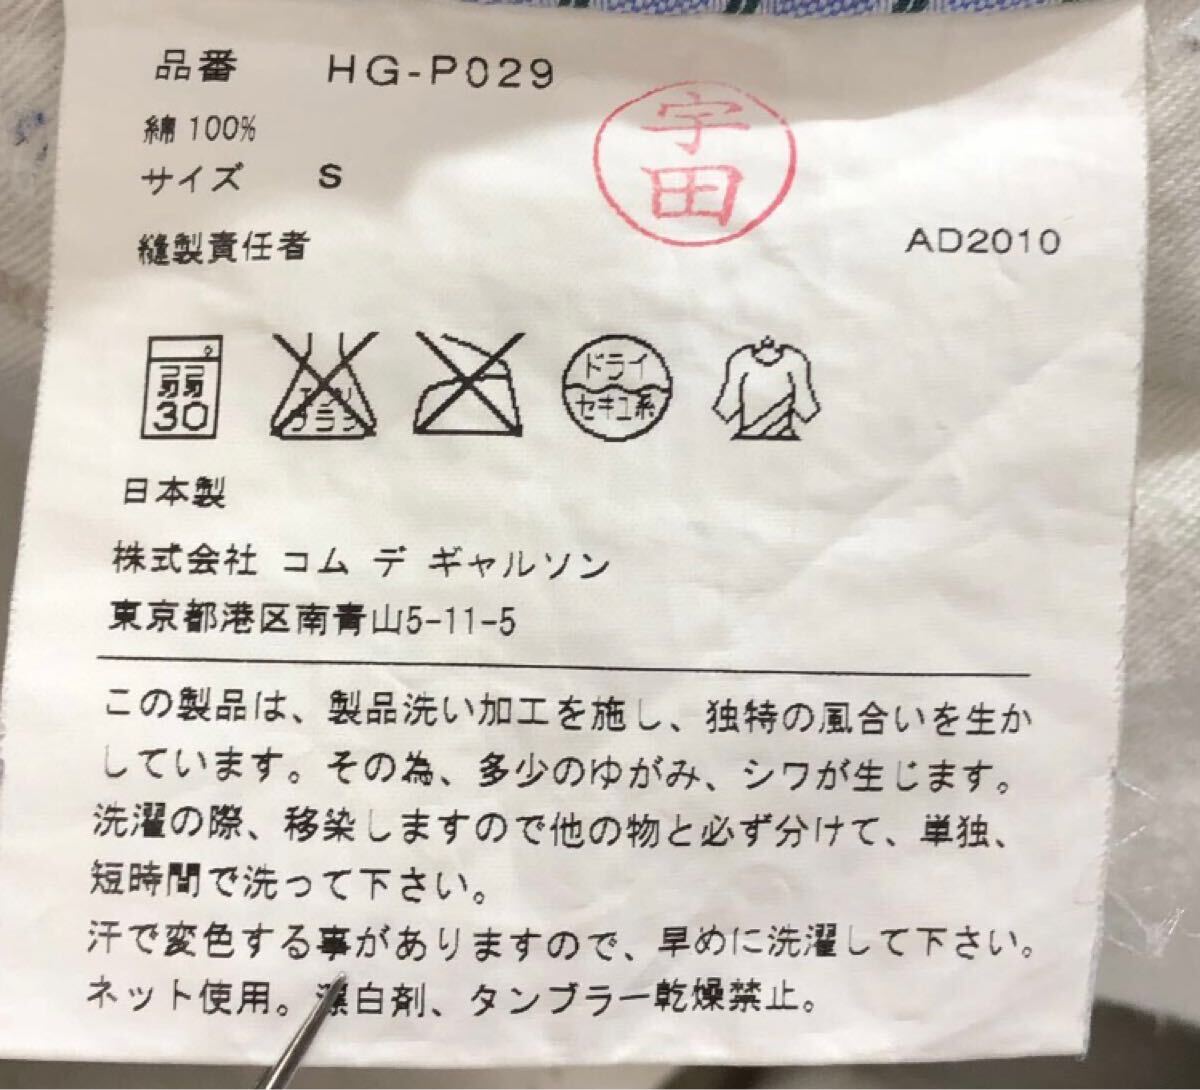 品番 HG-P029
綿 100%
サイズ S
宇田
縫製責任者
AD2010
弱
30
エンソ
サラシ
ドライ
セキユ系
日本製
株式会社 コム デ ギャルソン
東京都港区南青山5-11-5
この製品は、製品洗い加工を施し、独特の風合いを生か
しています。その為、多少のゆがみ、シワが生じます。
洗濯の際、移染しますので他の物と必ず分けて、単独、
短時間で洗って下さい。
汗で変色する事がありますので、早めに洗濯して下さい。
ネット使用。漂白剤、タンブラー乾燥禁止。